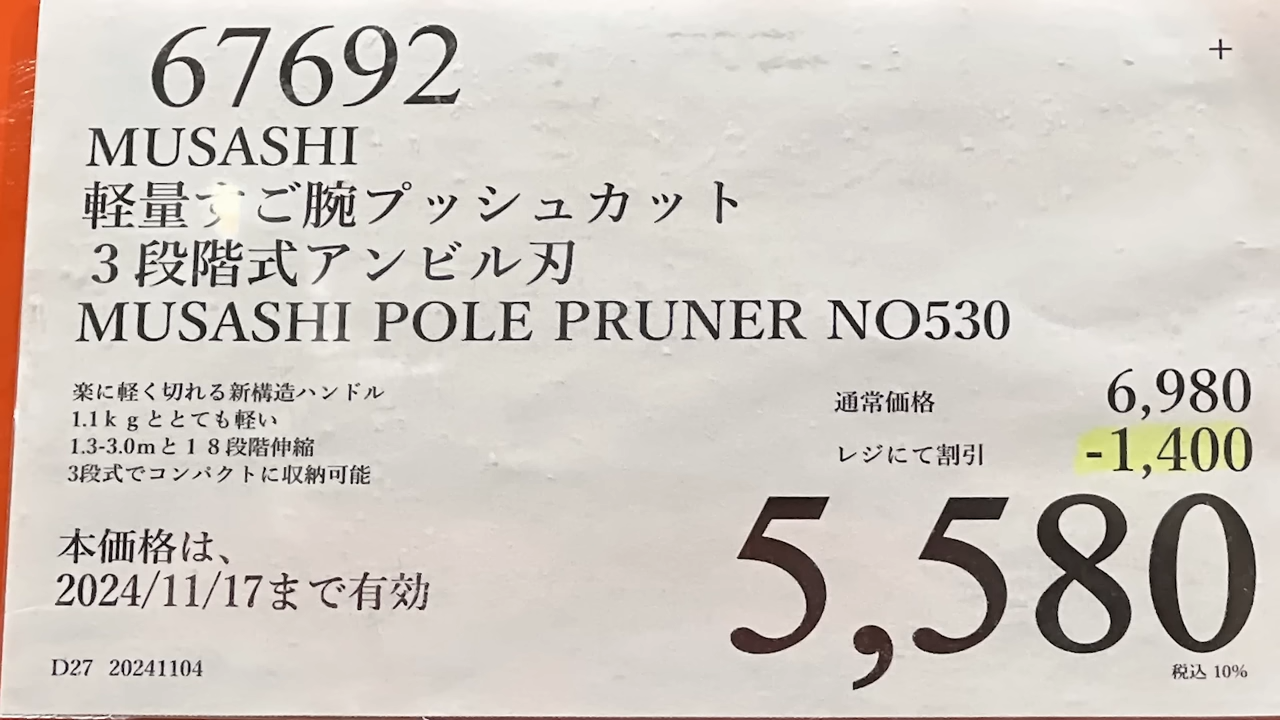 67692
+
MUSASHI
軽量すご腕プッシュカット
３段階式アンビル刃
MUSASHI POLE PRUNER NO530
楽に軽く切れる新構造ハンドル
1.1ｋｇととても軽い
1.3-3.0mと１８段階伸縮
3段式でコンパクトに収納可能
通常価格 6,980
レジにて割引 -1,400
5,580
本価格は、
2024/11/17まで有効
D27 20241104
税込 10%